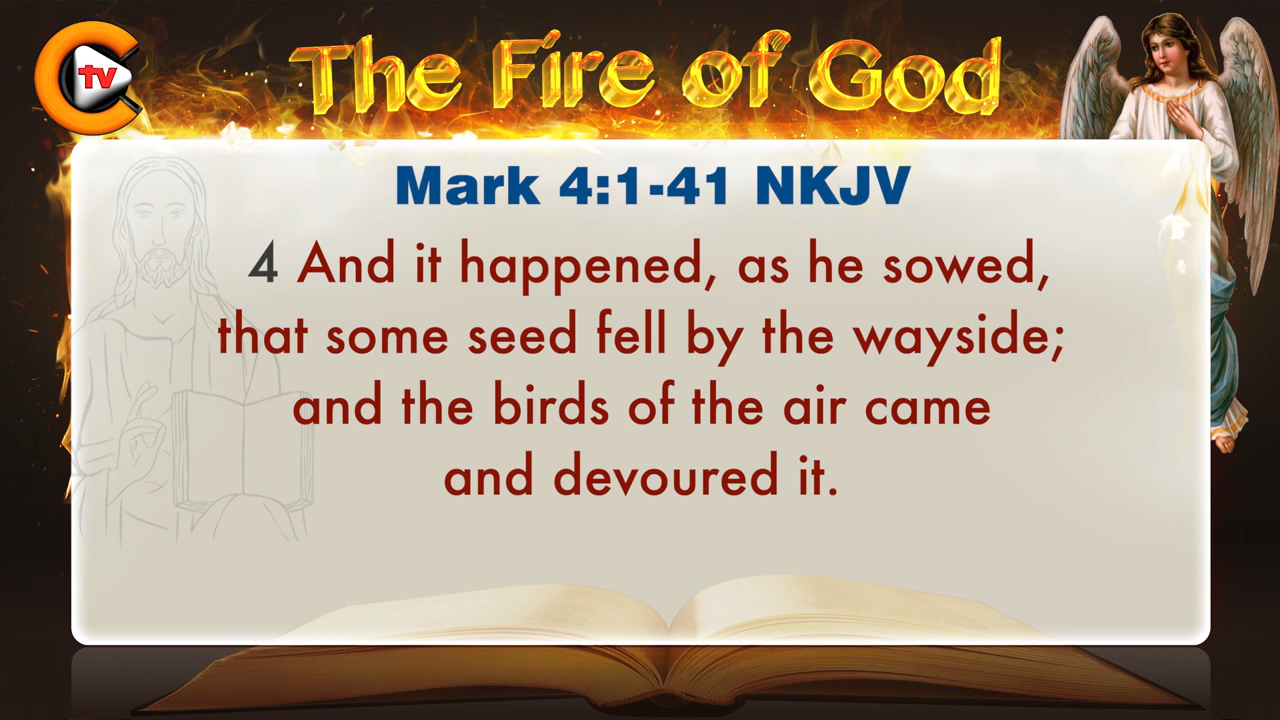 tv
The Fire of God
Mark 4:1-41 NKJV
4 And it happened, as he sowed,
that some seed fell by the wayside;
and the birds of the air came
and devoured it.